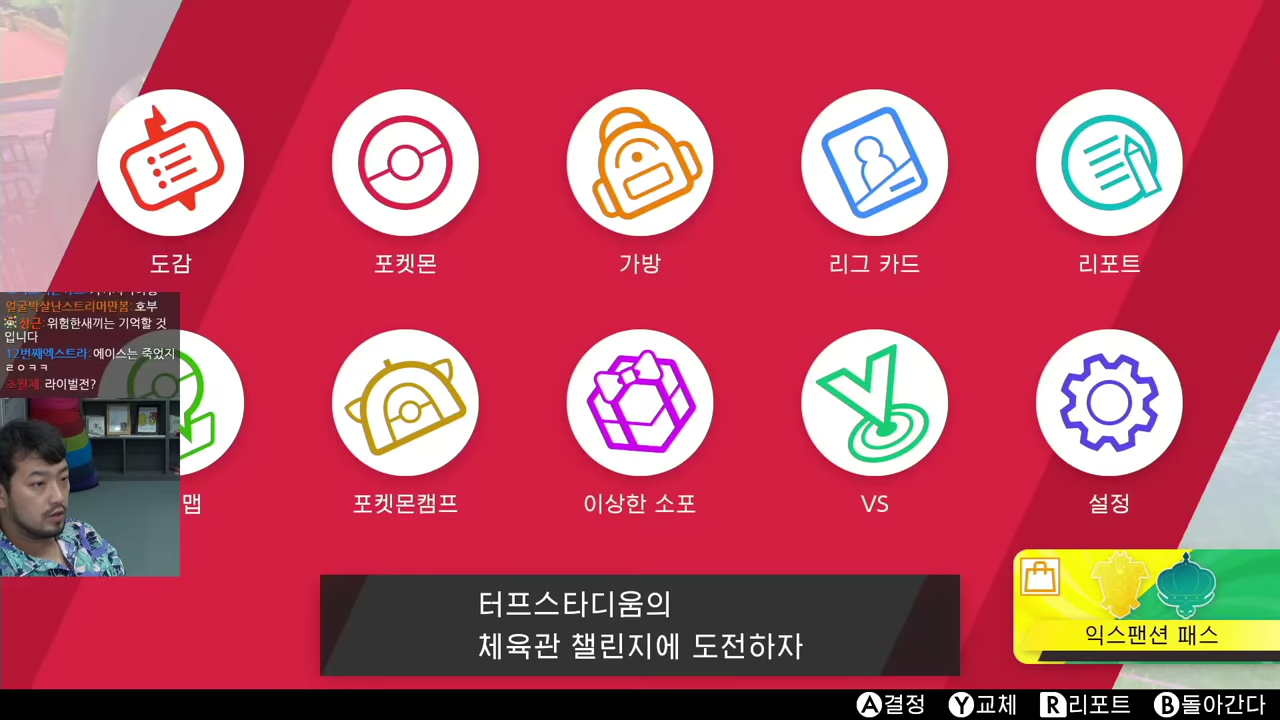 도감
포켓몬
가방
리그 카드
리포트
얼굴박살난스트리머만봄: 호부
상근: 위험한새끼는 기억할 것
입니다
12번째엑스트라: 에이스는 죽었지
ㄹㅇㅋㅋ
초월제: 라이벌전?
맵
포켓몬캠프
이상한 소포
VS
설정
터프스타디움의
체육관 챌린지에 도전하자
익스팬션 패스
A결정 Y교체 R리포트 B돌아간다